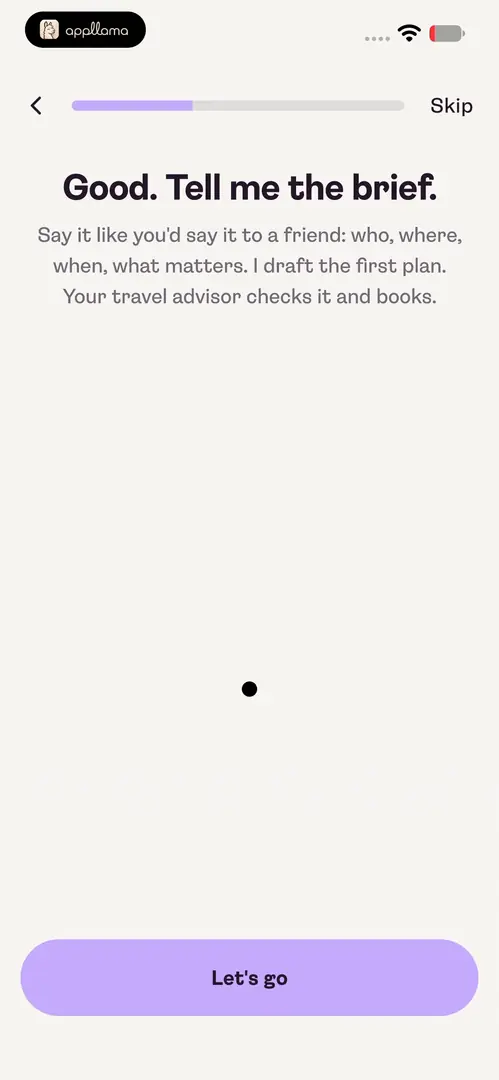 appllama
Skip
Good. Tell me the brief.
Say it like you'd say it to a friend: who, where,
when, what matters. I draft the first plan.
Your travel advisor checks it and books.
Let's go